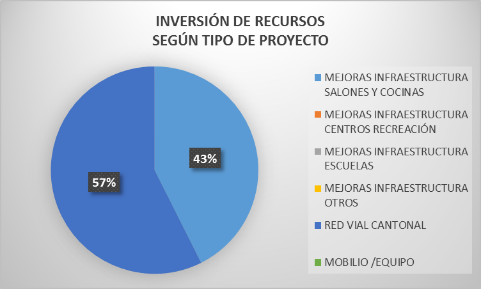 INVERSIÓN DE RECURSOS
SEGÚN TIPO DE PROYECTO
43%
57%
MEJORAS INFRAESTRUCTURA
SALONES Y COCINAS
MEJORAS INFRAESTRUCTURA
CENTROS RECREACIÓN
MEJORAS INFRAESTRUCTURA
ESCUELAS
MEJORAS INFRAESTRUCTURA
OTROS
RED VIAL CANTONAL
MOBILIO /EQUIPO